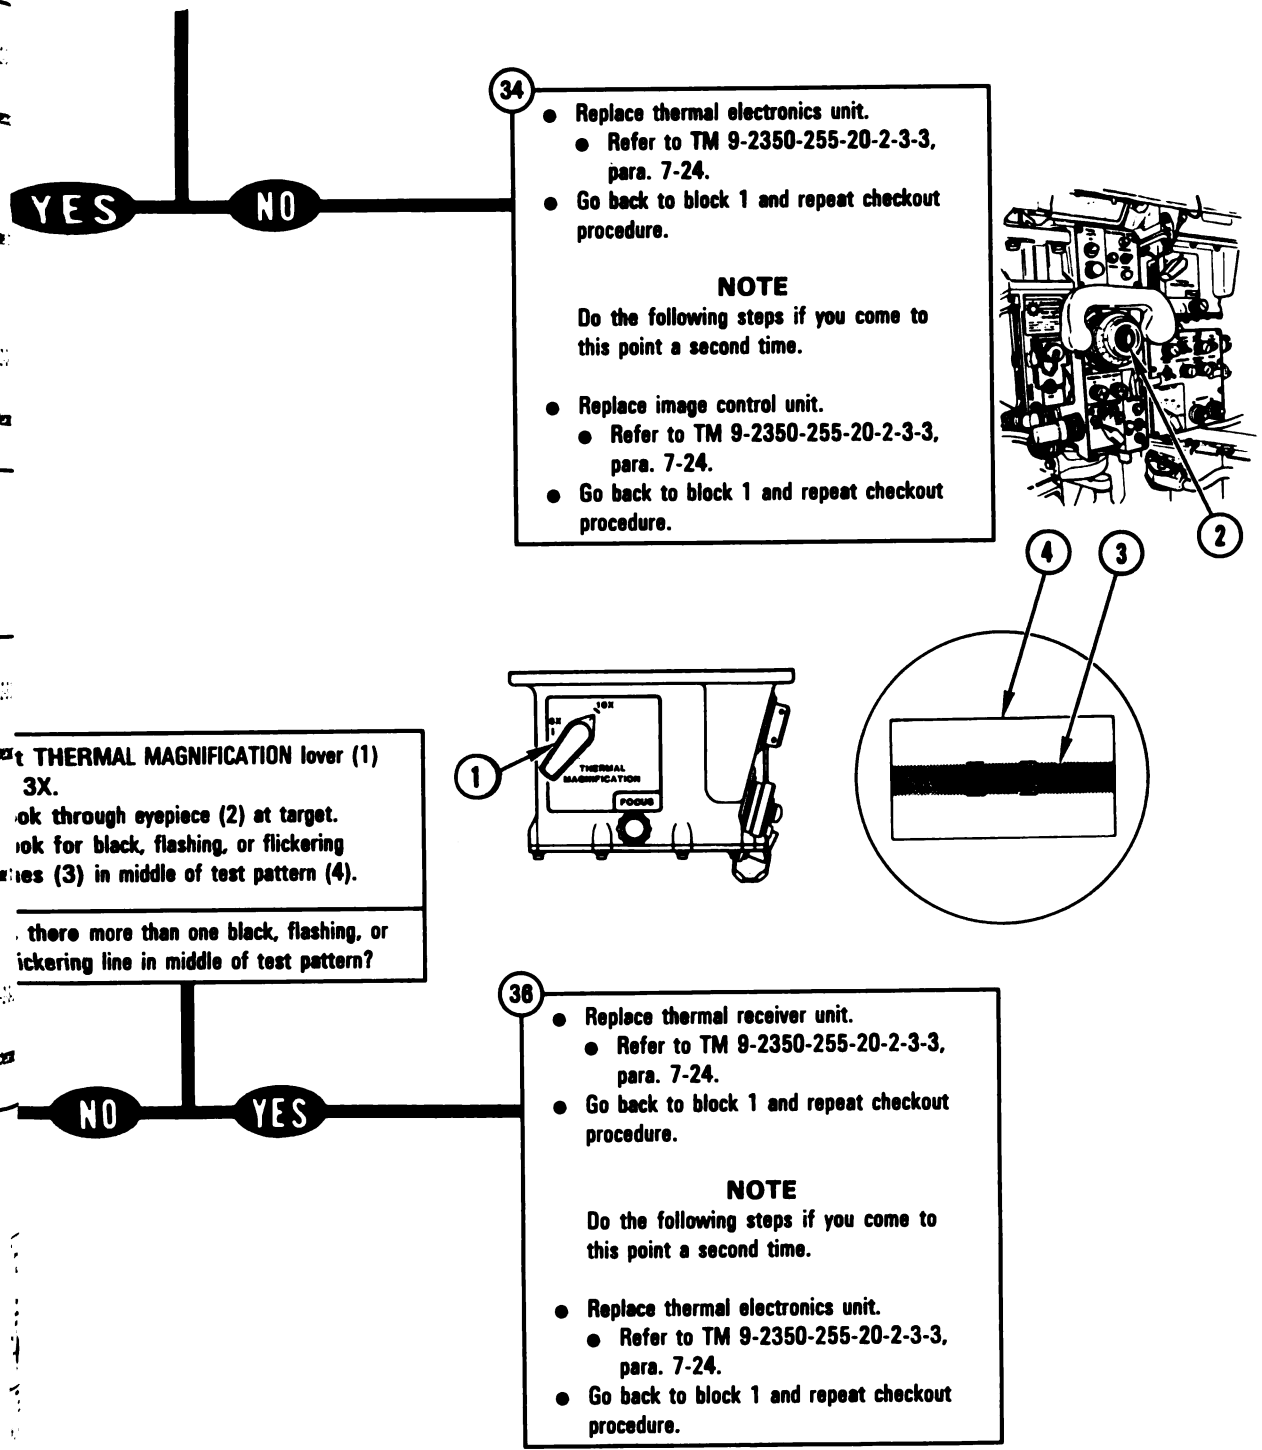 34
● Replace thermal electronics unit.
● Refer to TM 9-2350-255-20-2-3-3,
para. 7-24.
● Go back to block 1 and repeat checkout
procedure.
YES
NO
NOTE
Do the following steps if you come to
this point a second time.
● Replace image control unit.
● Refer to TM 9-2350-255-20-2-3-3,
para. 7-24.
● Go back to block 1 and repeat checkout
procedure.
2
4
3
10X
THERMAL
MAGNIFICATION
FOCUS
1
t THERMAL MAGNIFICATION lever (1)
3X.
ok through eyepiece (2) at target.
ok for black, flashing, or flickering
nes (3) in middle of test pattern (4).
there more than one black, flashing, or
ickering line in middle of test pattern?
NO
YES
36
● Replace thermal receiver unit.
● Refer to TM 9-2350-255-20-2-3-3,
para. 7-24.
● Go back to block 1 and repeat checkout
procedure.
NOTE
Do the following steps if you come to
this point a second time.
● Replace thermal electronics unit.
● Refer to TM 9-2350-255-20-2-3-3,
para. 7-24.
● Go back to block 1 and repeat checkout
procedure.